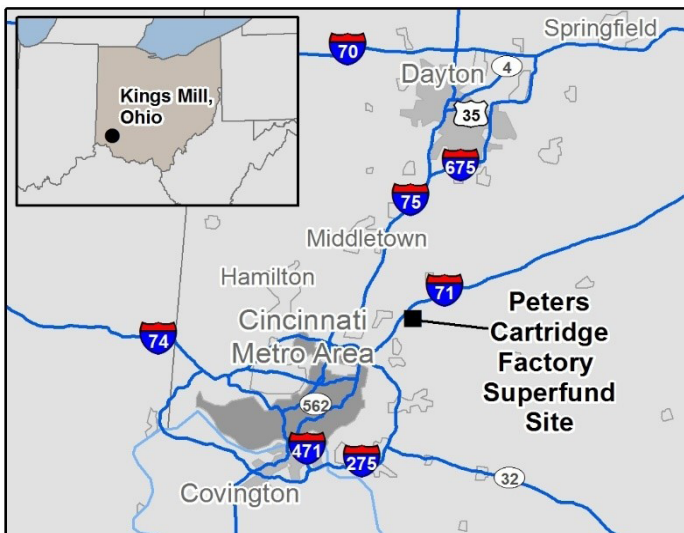 Kings Mill,
Ohio
70
Springfield
Dayton
4
35
675
75
Middletown
Hamilton
71
Peters
Cartridge
Factory
Superfund
Site
Cincinnati
Metro Area
74
562
471
275
32
Covington